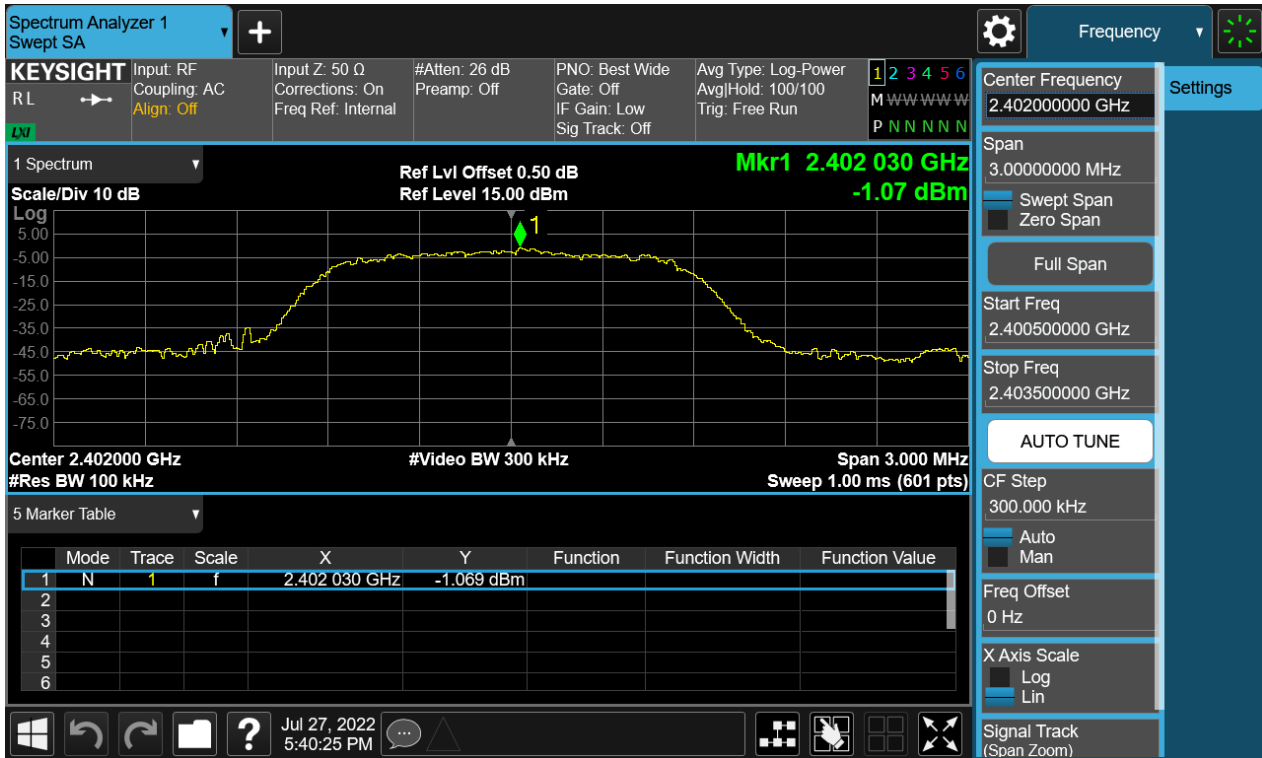 Spectrum Analyzer 1
Swept SA
+
Frequency
KEYSIGHT
R L
LXI
Input: RF
Coupling: AC
Align: Off
Input Z: 50 Ω
Corrections: On
Freq Ref: Internal
#Atten: 26 dB
Preamp: Off
PNO: Best Wide
Gate: Off
IF Gain: Low
Sig Track: Off
Avg Type: Log-Power
Avg|Hold: 100/100
Trig: Free Run
1 2 3 4 5 6
M W W W W W
P N N N N N
1 Spectrum
Scale/Div 10 dB
Ref Lvl Offset 0.50 dB
Ref Level 15.00 dBm
Mkr1 2.402 030 GHz
-1.07 dBm
Log
1
5.00
-5.00
-15.0
-25.0
-35.0
-45.0
-55.0
-65.0
-75.0
Center 2.402000 GHz
#Video BW 300 kHz
Span 3.000 MHz
#Res BW 100 kHz
Sweep 1.00 ms (601 pts)
5 Marker Table
Mode Trace Scale X Y Function Function Width Function Value
1 N 1 f 2.402 030 GHz -1.069 dBm
2
3
4
5
6
?
Jul 27, 2022
5:40:25 PM
Center Frequency
2.402000000 GHz
Settings
Span
3.00000000 MHz
Swept Span
Zero Span
Full Span
Start Freq
2.400500000 GHz
Stop Freq
2.403500000 GHz
AUTO TUNE
CF Step
300.000 kHz
Auto
Man
Freq Offset
0 Hz
X Axis Scale
Log
Lin
Signal Track
(Span Zoom)